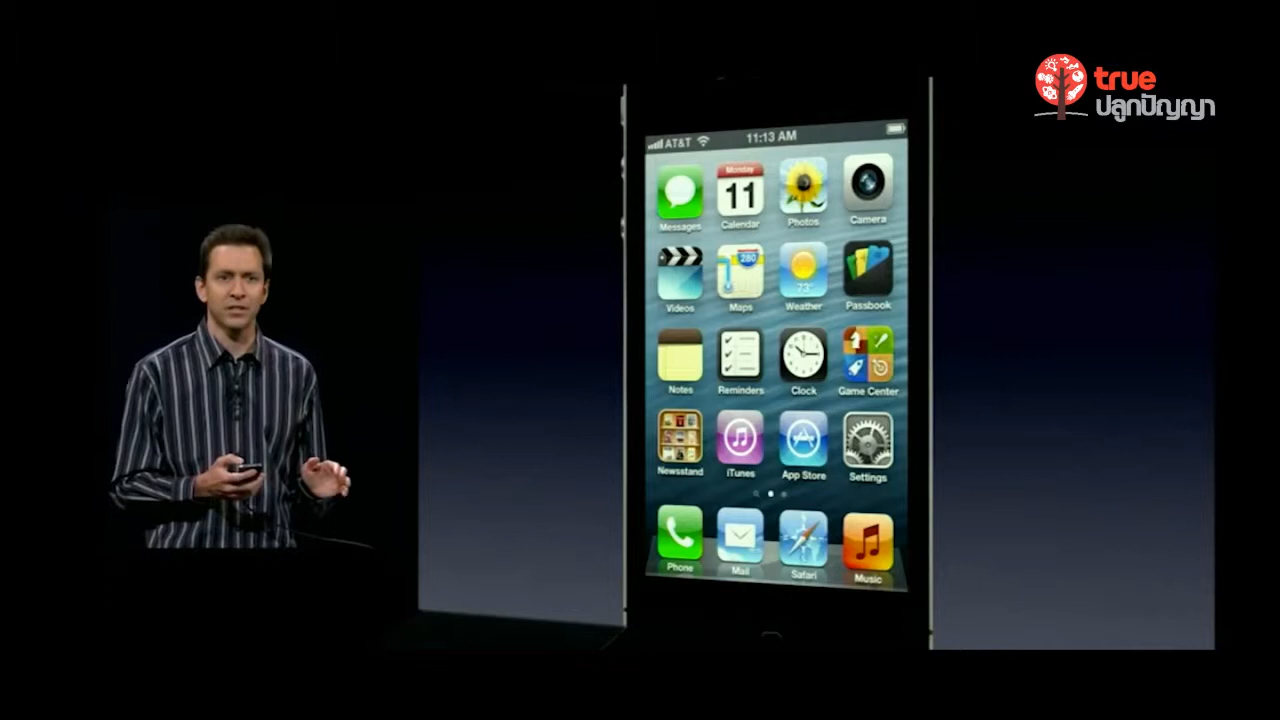 true
ปลูกปัญญา
AT&T 11:13 AM
Monday
11
Messages Calendar Photos Camera
280
73°
Videos Maps Weather Passbook
Notes Reminders Clock Game Center
Newsstand iTunes App Store Settings
Phone Mail Safari Music